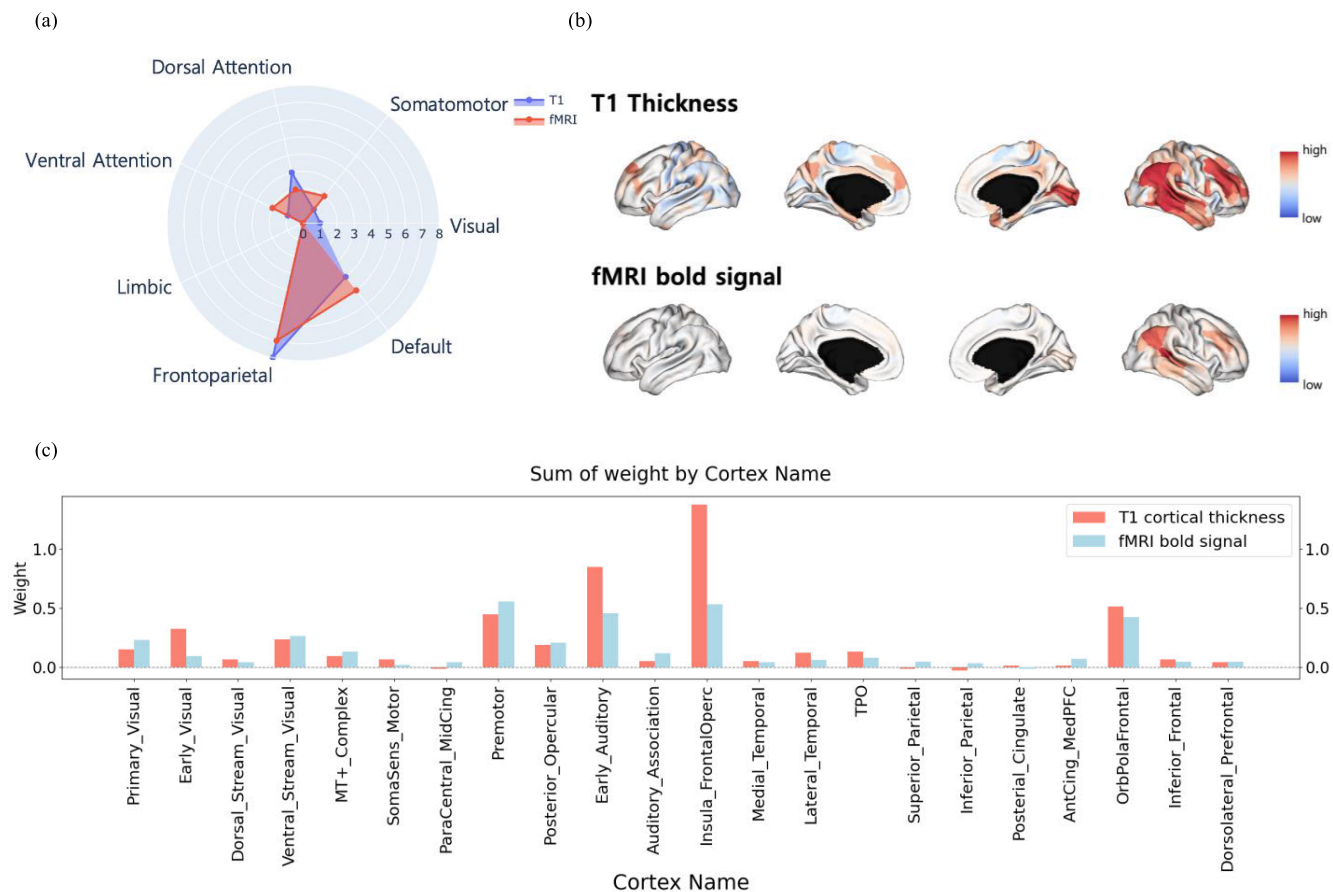 (a)
(b)
Dorsal Attention
Somatomotor
T1
fMRI
Ventral Attention
0 1 2 3 4 5 6 7 8
Visual
Limbic
Default
Frontoparietal
T1 Thickness
high
low
fMRI bold signal
high
low
(c)
Sum of weight by Cortex Name
T1 cortical thickness
fMRI bold signal
Weight
1.0
0.5
0.0
1.0
0.5
0.0
Primary_Visual
Early_Visual
Dorsal_Stream_Visual
Ventral_Stream_Visual
MT+_Complex
SomaSens_Motor
ParaCentral_MidCing
Premotor
Posterior_Opercular
Early_Auditory
Auditory_Association
Insula_FrontalOperc
Medial_Temporal
Lateral_Temporal
TPO
Superior_Parietal
Inferior_Parietal
Posterial_Cingulate
AntCing_MedPFC
OrbPolaFrontal
Inferior_Frontal
Dorsolateral_Prefrontal
Cortex Name